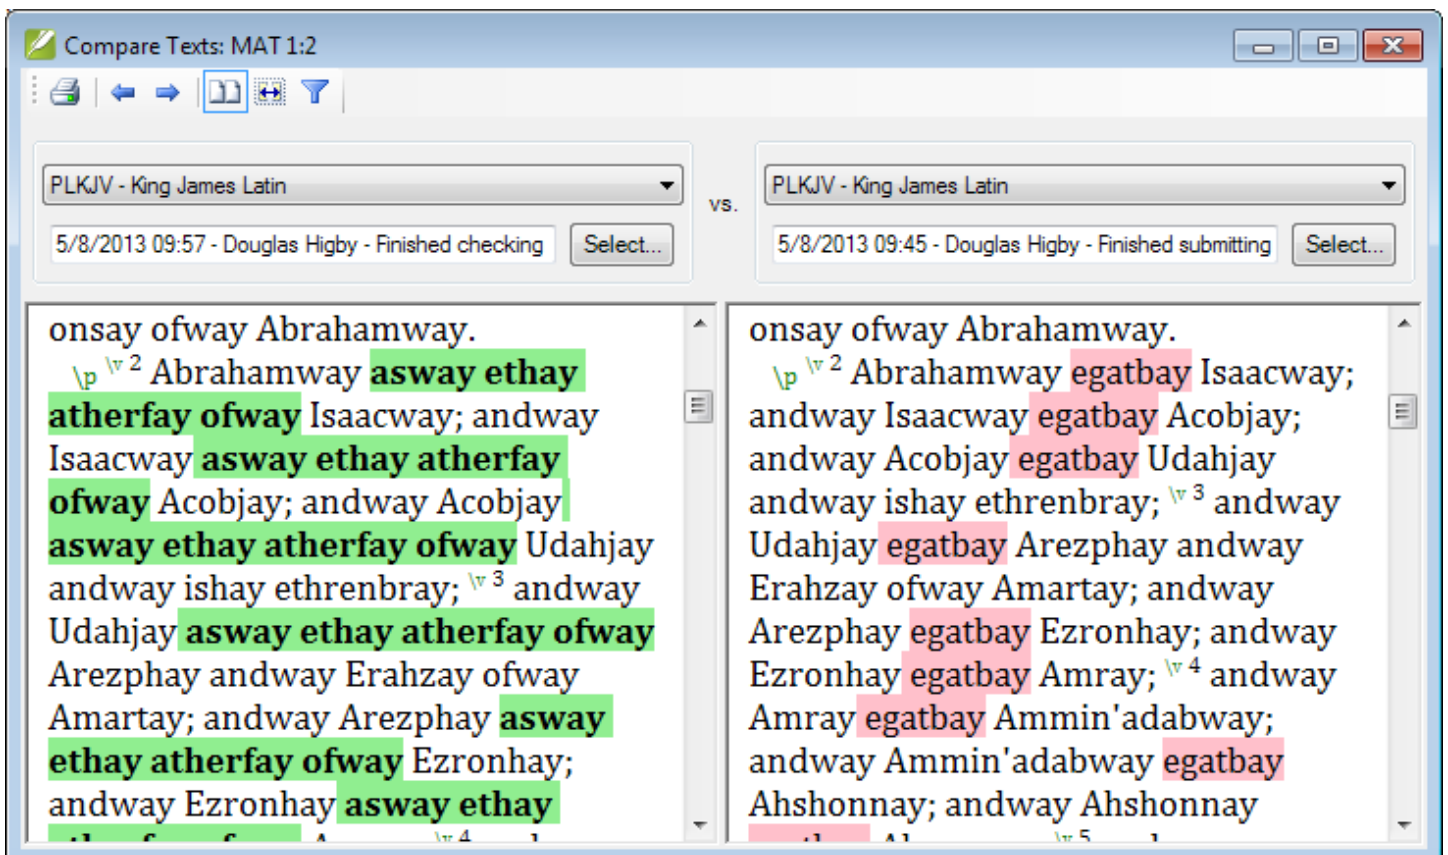 Compare Texts: MAT 1:2
PLKJV - King James Latin
vs.
PLKJV - King James Latin
5/8/2013 09:57 - Douglas Higby - Finished checking
Select...
5/8/2013 09:45 - Douglas Higby - Finished submitting
Select...
onsay ofway Abrahamway.
\p \v 2 Abrahamway asway ethay
atherfay ofway Isaacway; andway
Isaacway asway ethay atherfay
ofway Acobjay; andway Acobjay
asway ethay atherfay ofway Udahjay
andway ishay ethrenbray; \v 3 andway
Udahjay asway ethay atherfay ofway
Arezphay andway Erahzay ofway
Amartay; andway Arezphay asway
ethay atherfay ofway Ezronhay;
andway Ezronhay asway ethay
\v 4
onsay ofway Abrahamway.
\p \v 2 Abrahamway egatbay Isaacway;
andway Isaacway egatbay Acobjay;
andway Acobjay egatbay Udahjay
andway ishay ethrenbray; \v 3 andway
Udahjay egatbay Arezphay andway
Erahzay ofway Amartay; andway
Arezphay egatbay Ezronhay; andway
Ezronhay egatbay Amray; \v 4 andway
Amray egatbay Ammin'adabway;
andway Ammin'adabway egatbay
Ahshonnay; andway Ahshonnay
\v 5